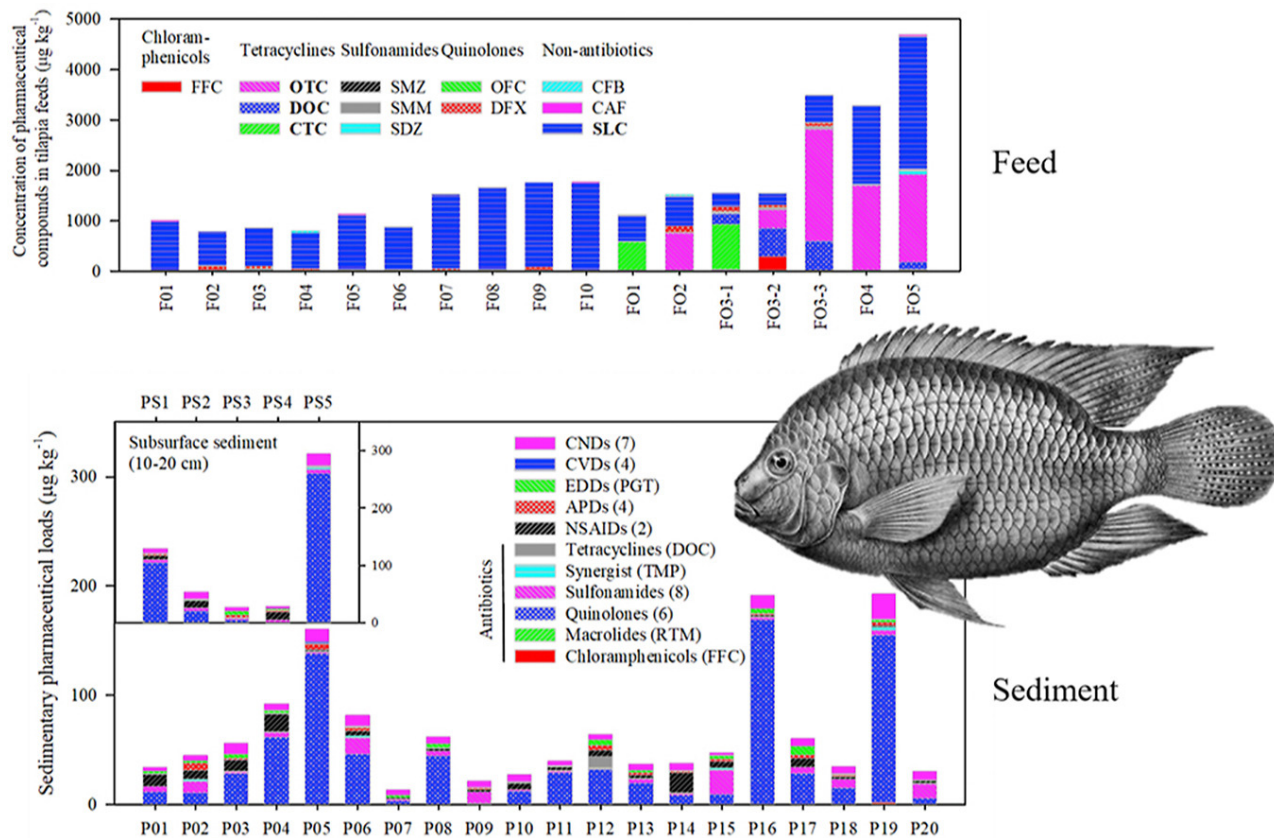 Concentration of pharmaceutical
compounds in tilapia feeds (µg kg⁻¹)
5000
4000
3000
2000
1000
0
Chloram-
phenicols
Tetracyclines Sulfonamides Quinolones Non-antibiotics
FFC OTC SMZ OFC CFB
DOC SMM DFX CAF
CTC SDZ SLC
F01 F02 F03 F04 F05 F06 F07 F08 F09 F10 FO1 FO2 FO3-1 FO3-2 FO3-3 FO4 FO5
Feed
Sedimentary pharmaceutical loads (µg kg⁻¹)
300
200
100
0
PS1 PS2 PS3 PS4 PS5
Subsurface sediment
(10-20 cm)
300
200
100
0
CNDs (7)
CVDs (4)
EDDs (PGT)
APDs (4)
NSAIDs (2)
Antibiotics
Tetracyclines (DOC)
Synergist (TMP)
Sulfonamides (8)
Quinolones (6)
Macrolides (RTM)
Chloramphenicols (FFC)
P01 P02 P03 P04 P05 P06 P07 P08 P09 P10 P11 P12 P13 P14 P15 P16 P17 P18 P19 P20
Sediment